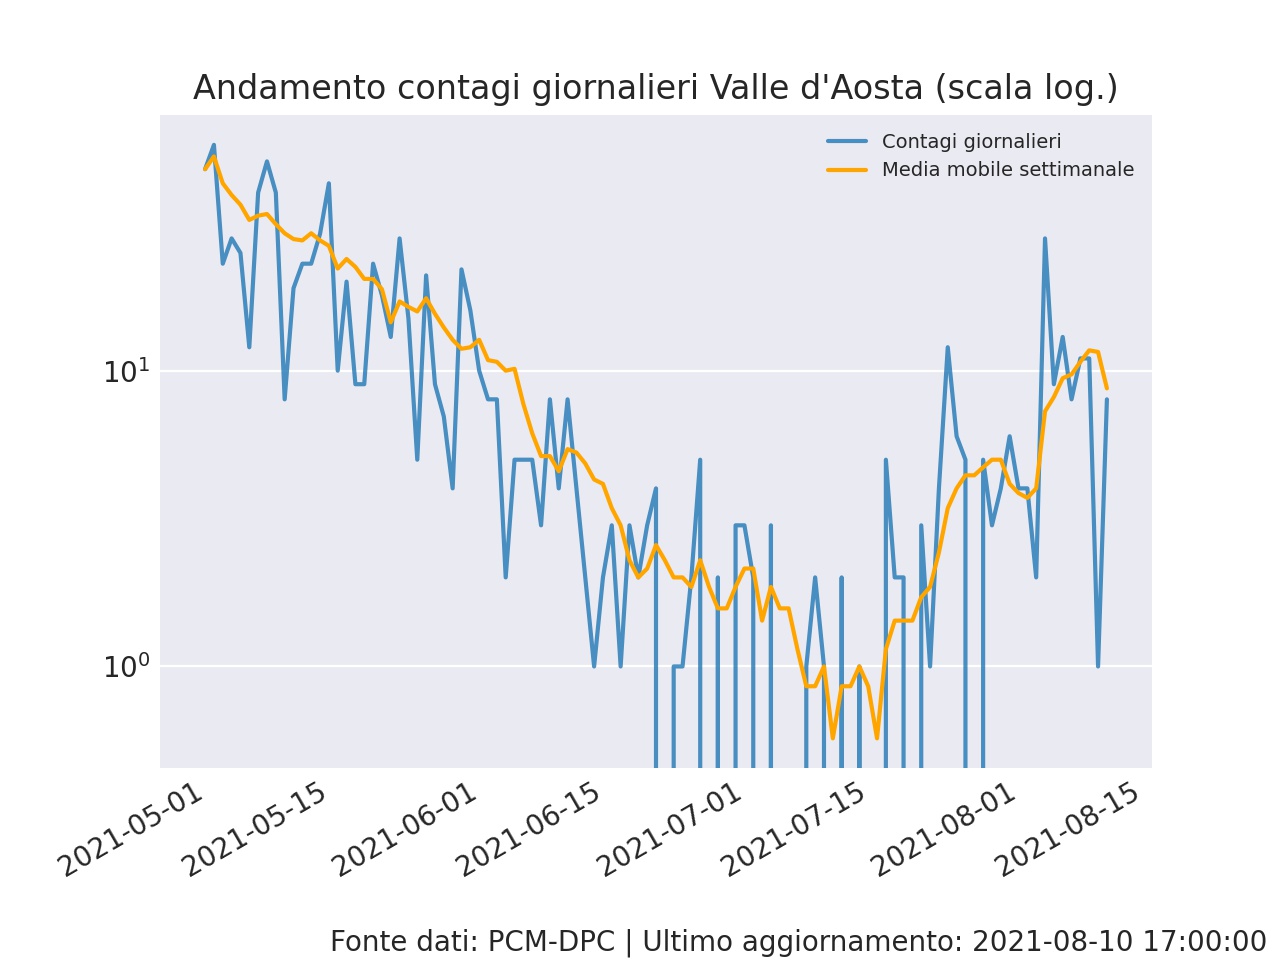 Andamento contagi giornalieri Valle d'Aosta (scala log.)
Contagi giornalieri
Media mobile settimanale
10¹
10⁰
2021-05-01
2021-05-15
2021-06-01
2021-06-15
2021-07-01
2021-07-15
2021-08-01
2021-08-15
Fonte dati: PCM-DPC | Ultimo aggiornamento: 2021-08-10 17:00:00